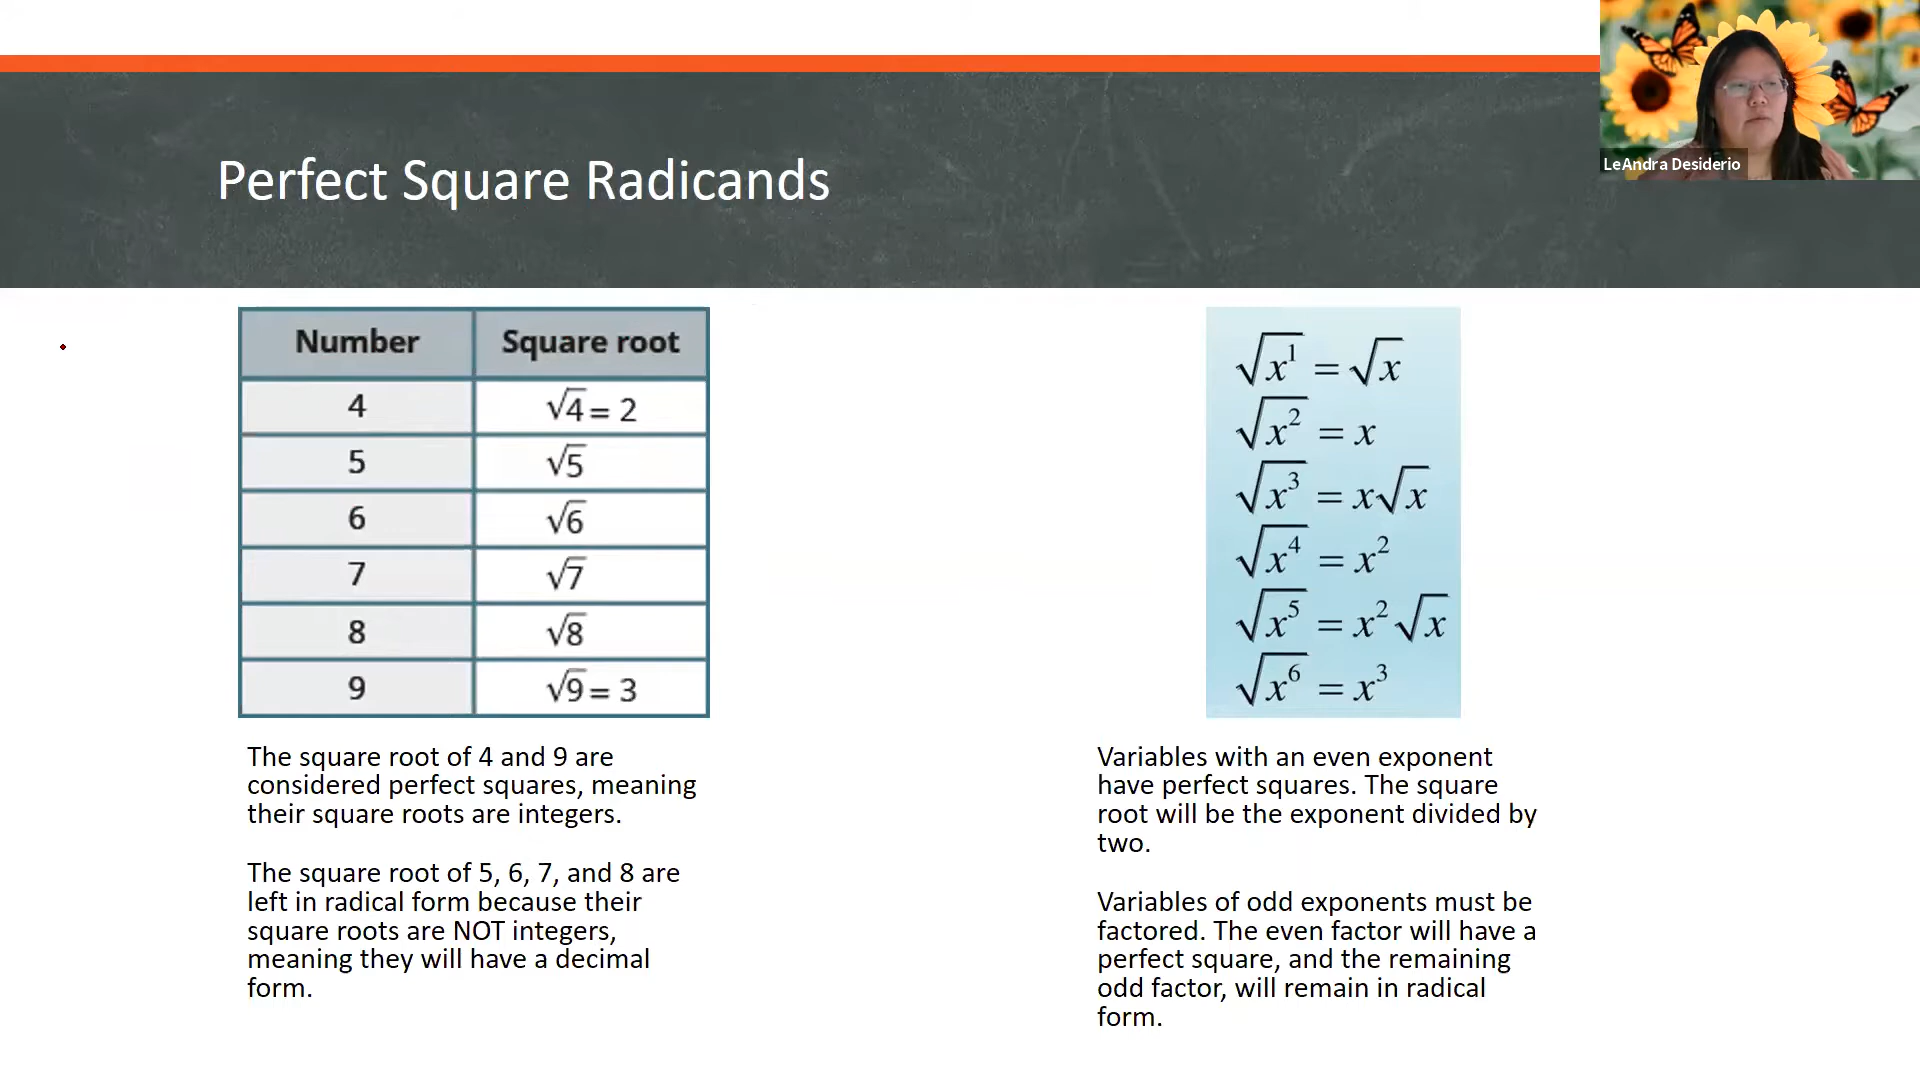 LeAndra Desiderio
Perfect Square Radicands
Number Square root
4 √4 = 2
5 √5
6 √6
7 √7
8 √8
9 √9 = 3
The square root of 4 and 9 are
considered perfect squares, meaning
their square roots are integers.
The square root of 5, 6, 7, and 8 are
left in radical form because their
square roots are NOT integers,
meaning they will have a decimal
form.
√x¹ = √x
√x² = x
√x³ = x√x
√x⁴ = x²
√x⁵ = x²√x
√x⁶ = x³
Variables with an even exponent
have perfect squares. The square
root will be the exponent divided by
two.
Variables of odd exponents must be
factored. The even factor will have a
perfect square, and the remaining
odd factor, will remain in radical
form.